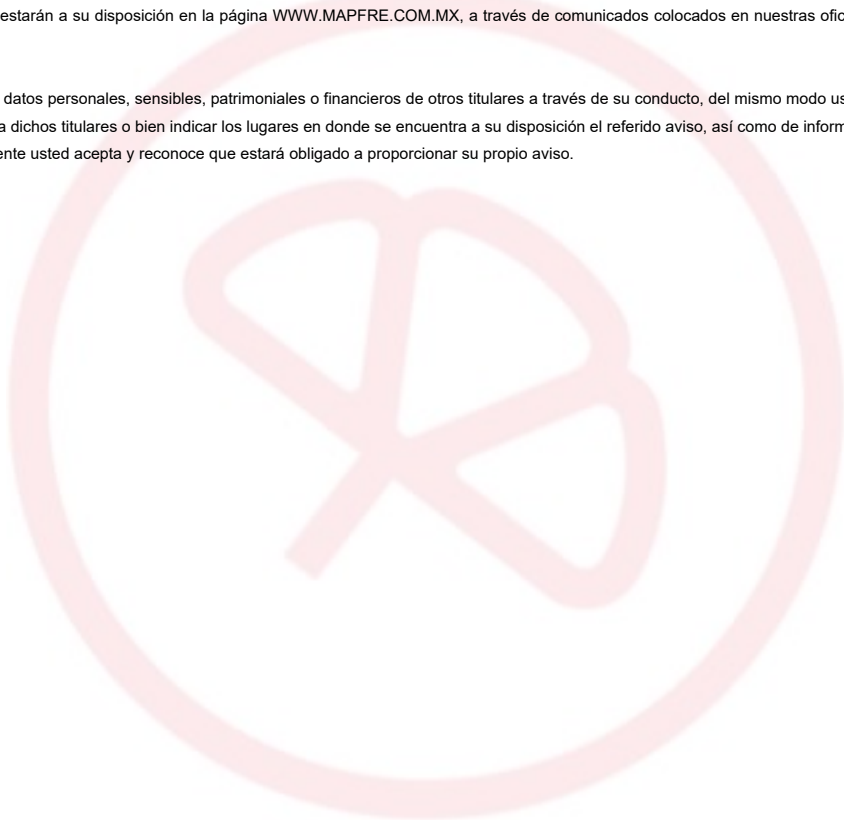 estarán a su disposición en la página WWW.MAPFRE.COM.MX, a través de comunicados colocados en nuestras ofic
datos personales, sensibles, patrimoniales o financieros de otros titulares a través de su conducto, del mismo modo us
a dichos titulares o bien indicar los lugares en donde se encuentra a su disposición el referido aviso, así como de inform
ente usted acepta y reconoce que estará obligado a proporcionar su propio aviso.